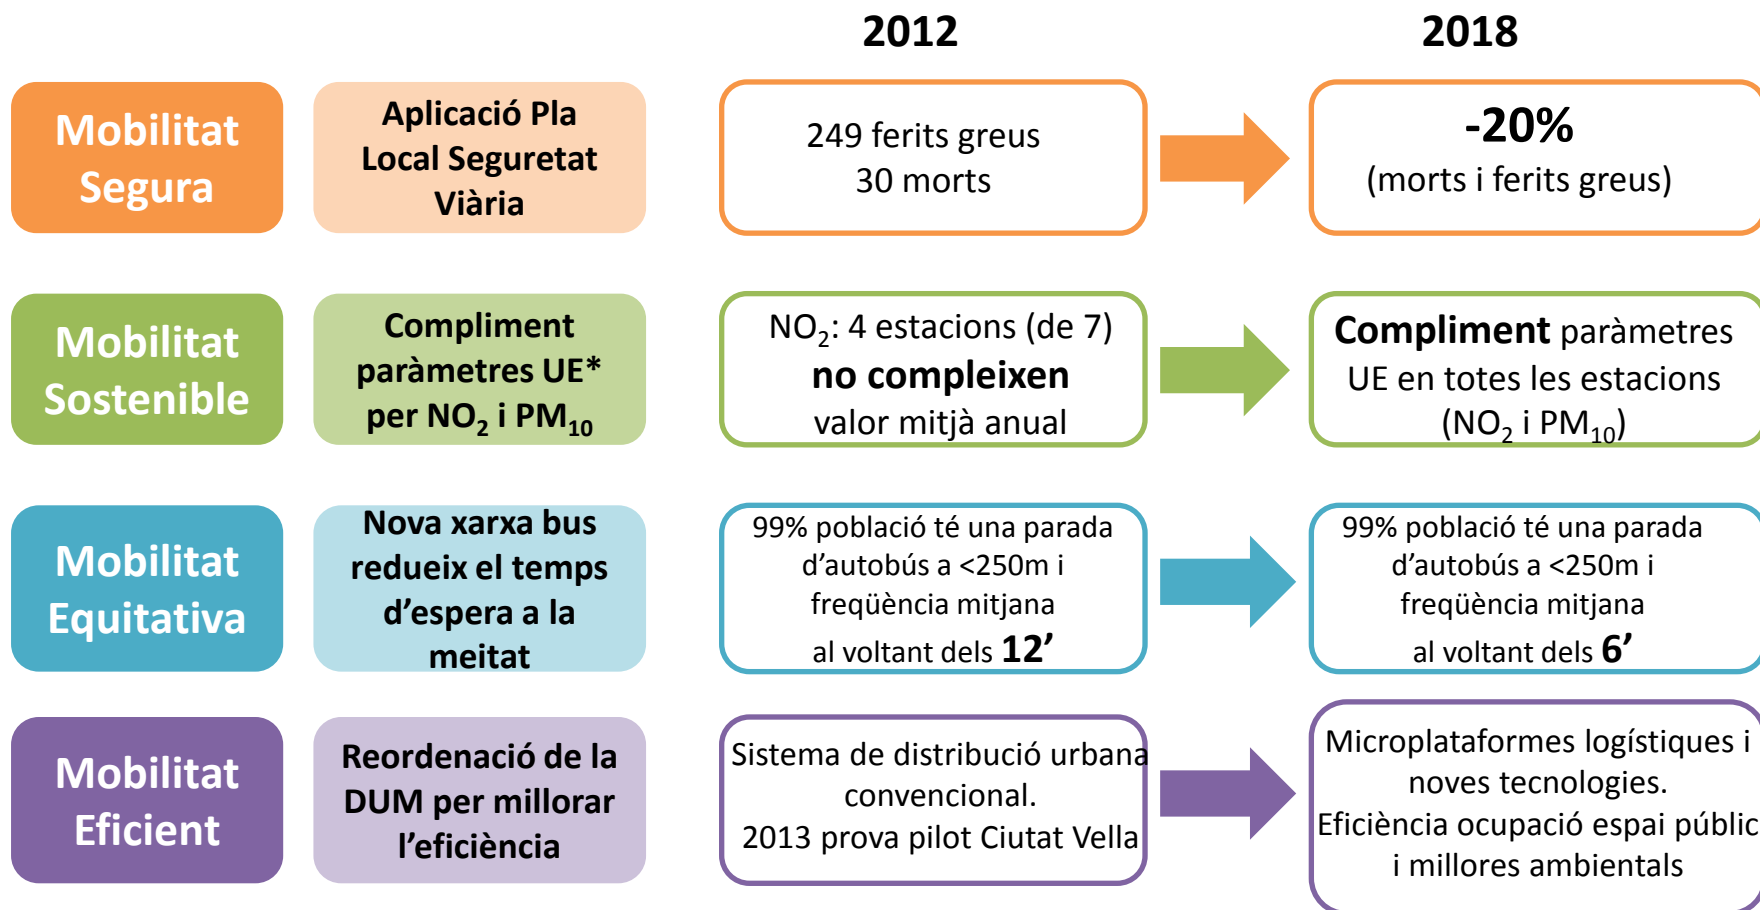 2012
2018
Mobilitat
Segura
Aplicació Pla
Local Seguretat
Viària
249 ferits greus
30 morts
-20%
(morts i ferits greus)
Mobilitat
Sostenible
Compliment
paràmetres UE*
per NO₂ i PM₁₀
NO₂: 4 estacions (de 7)
no compleixen
valor mitjà anual
Compliment paràmetres
UE en totes les estacions
(NO₂ i PM₁₀)
Mobilitat
Equitativa
Nova xarxa bus
redueix el temps
d’espera a la
meitat
99% població té una parada
d’autobús a <250m i
freqüència mitjana
al voltant dels 12’
99% població té una parada
d’autobús a <250m i
freqüència mitjana
al voltant dels 6’
Mobilitat
Eficient
Reordenació de la
DUM per millorar
l’eficiència
Sistema de distribució urbana
convencional.
2013 prova pilot Ciutat Vella
Microplataformes logístiques i
noves tecnologies.
Eficiència ocupació espai públic
i millores ambientals